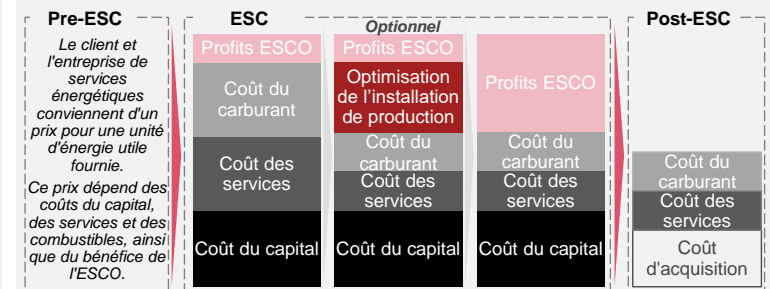 Pre-ESC
Le client et
l'entreprise de
services
énergétiques
conviennent d'un
prix pour une unité
d'énergie utile
fournie.
Ce prix dépend des
coûts du capital,
des services et des
combustibles, ainsi
que du bénéfice de
l'ESCO.
ESC
Optionnel
Profits ESCO
Coût du
carburant
Coût des
services
Coût du capital
Profits ESCO
Optimisation
de l’installation
de production
Coût du
carburant
Coût des
services
Coût du capital
Profits ESCO
Coût du
carburant
Coût des
services
Coût du capital
Post-ESC
Coût du
carburant
Coût des
services
Coût
d'acquisition